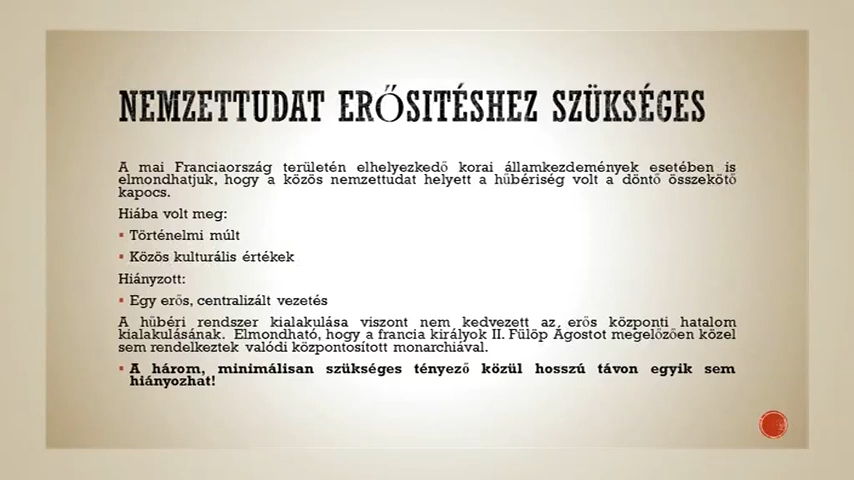 NEMZETTUDAT ERŐSITÉSHEZ SZÜKSÉGES
A mai Franciaország területén elhelyezkedő korai államkezdemények esetében is
elmondhatjuk, hogy a közös nemzettudat helyett a hűbériség volt a döntő összekötő
kapocs.
Hiába volt meg:
▪ Történelmi múlt
▪ Közös kulturális értékek
Hiányzott:
▪ Egy erős, centralizált vezetés
A hűbéri rendszer kialakulása viszont nem kedvezett az erős központi hatalom
kialakulásának. Elmondható, hogy a francia királyok II. Fülöp Ágostot megelőzően közel
sem rendelkeztek valódi központosított monarchiával.
▪ A három, minimálisan szükséges tényező közül hosszú távon egyik sem
hiányozhat!